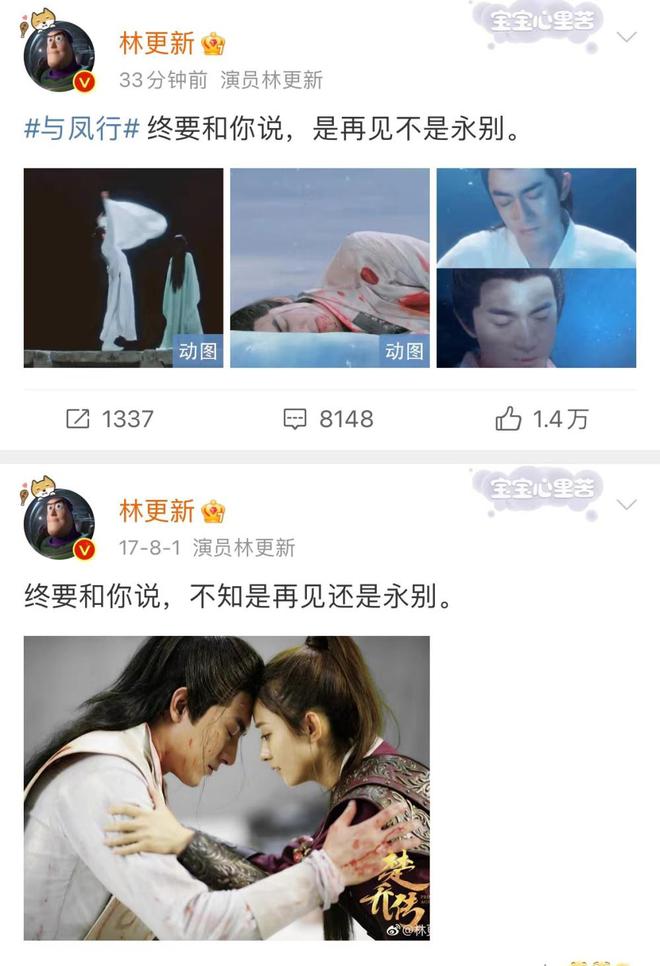 宝宝心里苦
林更新
33分钟前 演员林更新
#与凤行# 终要和你说，是再见不是永别。
动图
动图
1337
8148
1.4万
宝宝心里苦
林更新
17-8-1 演员林更新
终要和你说，不知是再见还是永别。
楚
乔传